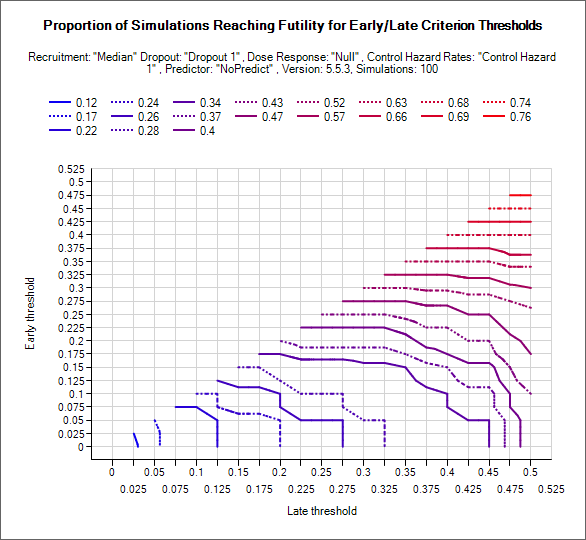 Proportion of Simulations Reaching Futility for Early/Late Criterion Thresholds
Recruitment: "Median" Dropout: "Dropout 1" , Dose Response: "Null" , Control Hazard Rates: "Control Hazard
1" , Predictor: "NoPredict" , Version: 5.5.3, Simulations: 100
0.12 0.24 0.34 0.43 0.52 0.63 0.68 0.74
0.17 0.26 0.37 0.47 0.57 0.66 0.69 0.76
0.22 0.28 0.4
0.525
0.5
0.475
0.45
0.425
0.4
0.375
0.35
0.325
0.3
0.275
0.25
0.225
0.2
0.175
0.15
0.125
0.1
0.075
0.05
0.025
0
Early threshold
0 0.05 0.1 0.15 0.2 0.25 0.3 0.35 0.4 0.45 0.5
0.025 0.075 0.125 0.175 0.225 0.275 0.325 0.375 0.425 0.475 0.525
Late threshold